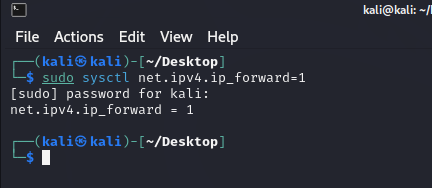 kali@kali: ~/
File Actions Edit View Help
┌──(kali㉿kali)-[~/Desktop]
└─$ sudo sysctl net.ipv4.ip_forward=1
[sudo] password for kali:
net.ipv4.ip_forward = 1
┌──(kali㉿kali)-[~/Desktop]
└─$